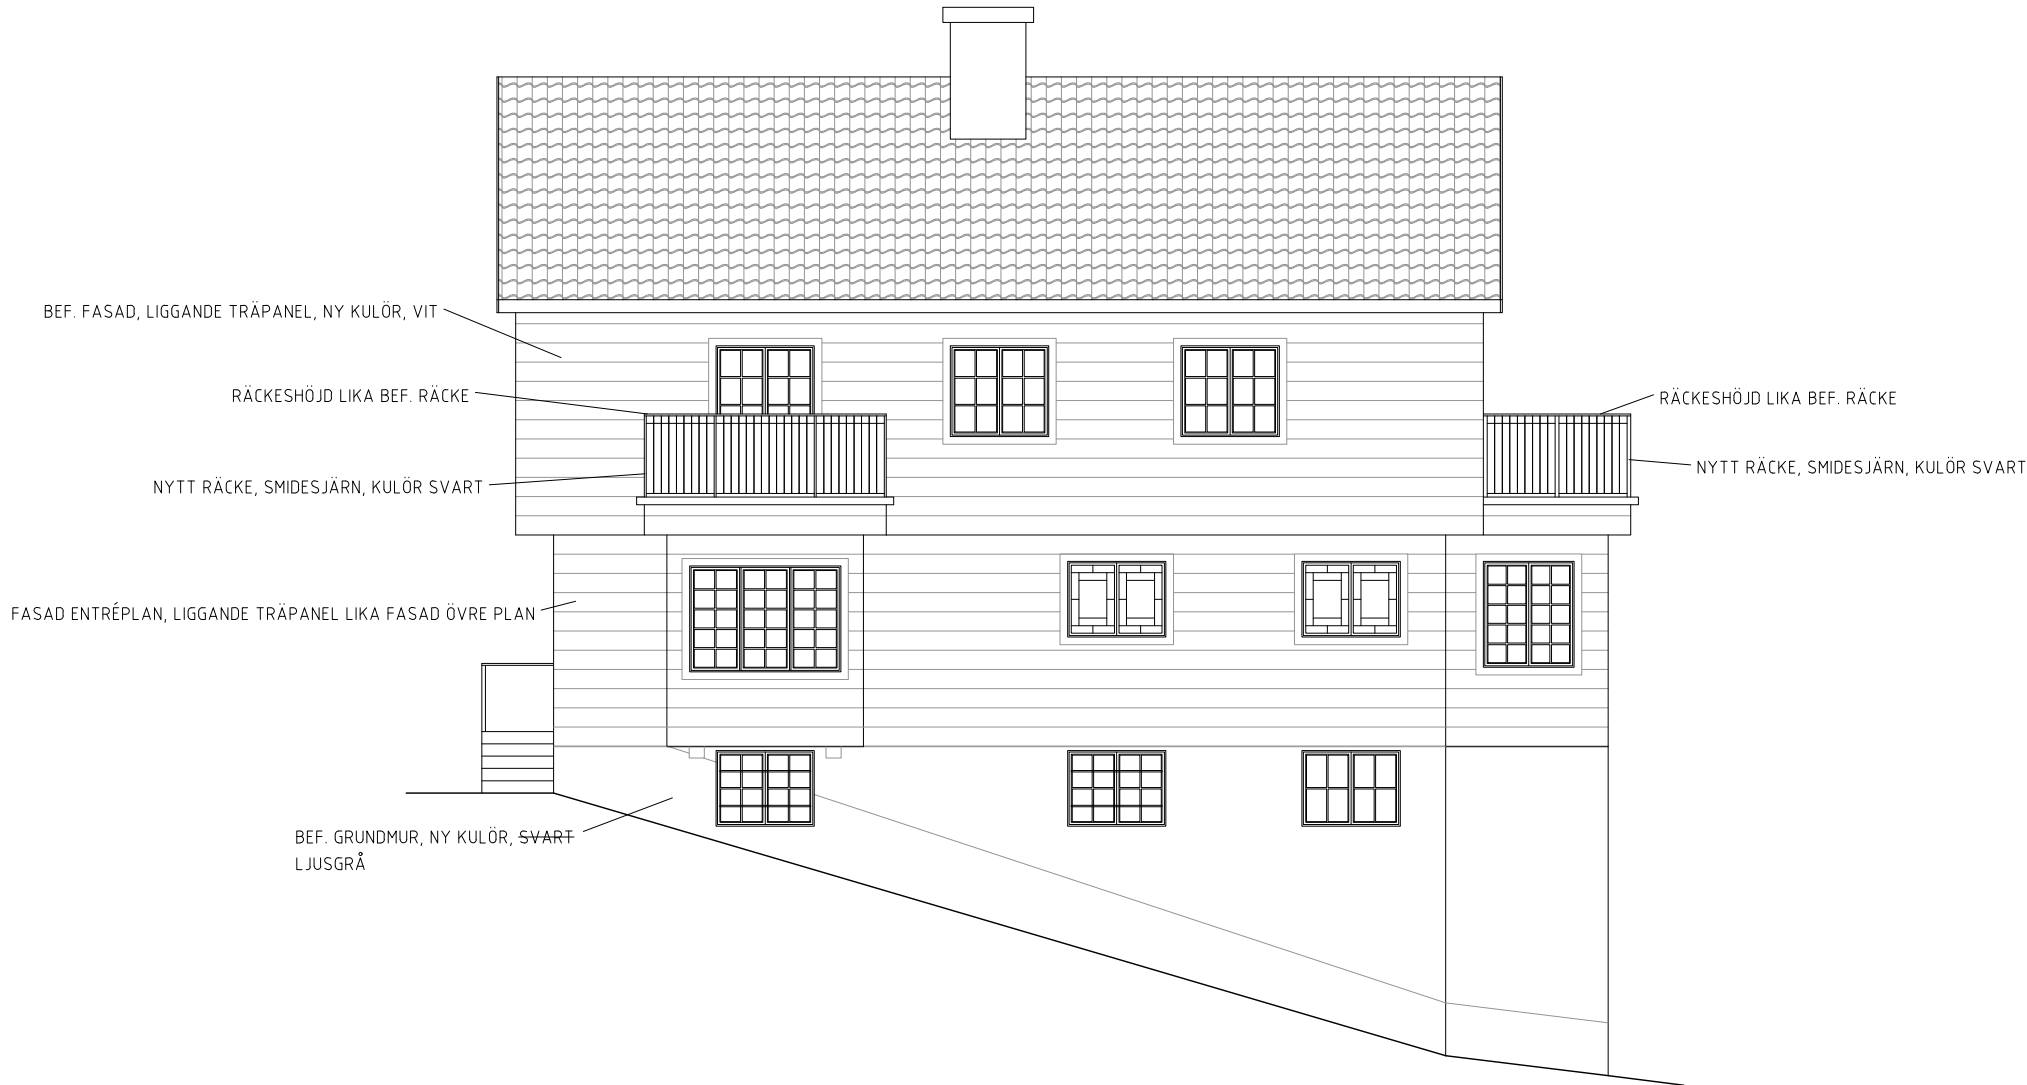 BEF. FASAD, LIGGANDE TRÄPANEL, NY KULÖR, VIT
RÄCKESHÖJD LIKA BEF. RÄCKE
RÄCKESHÖJD LIKA BEF. RÄCKE
NYTT RÄCKE, SMIDESJÄRN, KULÖR SVART
NYTT RÄCKE, SMIDESJÄRN, KULÖR SVART
FASAD ENTRÉPLAN, LIGGANDE TRÄPANEL LIKA FASAD ÖVRE PLAN
BEF. GRUNDMUR, NY KULÖR, SVART
LJUSGRÅ